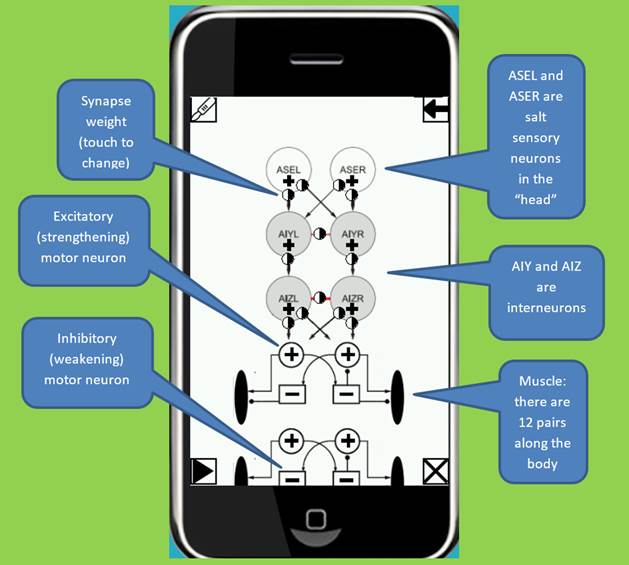 Synapse
weight
(touch to
change)
ASEL and
ASER are
salt
sensory
neurons
in the
“head”
ASEL ASER
+ +
Excitatory
(strengthening)
motor neuron
AIYL AIYR
+ +
AIY and AIZ
are
interneurons
AIZL AIZR
+ +
Inhibitory
(weakening)
motor neuron
+ +
− −
Muscle:
there are
12 pairs
along the
body
+ +
− −